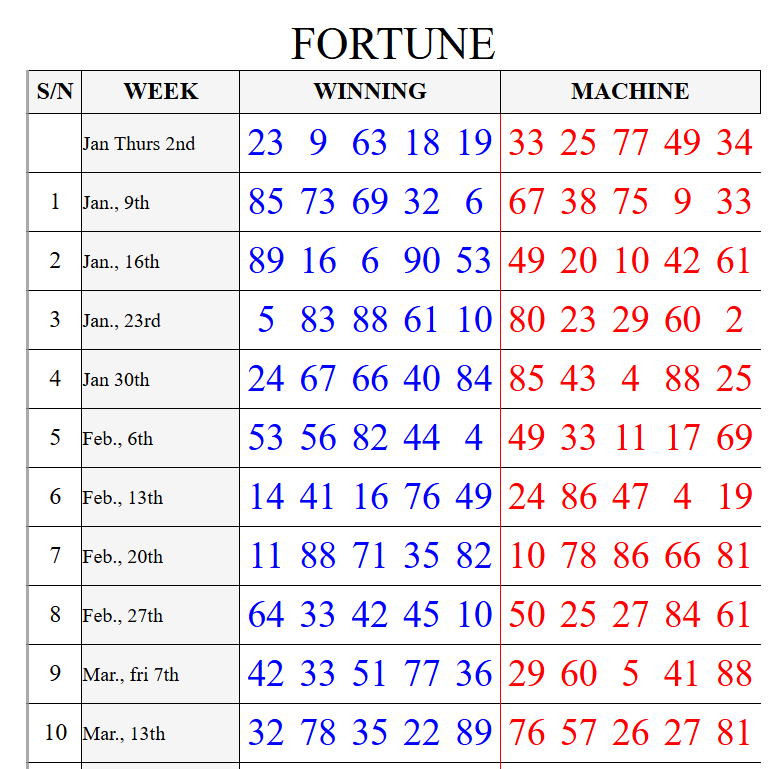 FORTUNE
S/N WEEK WINNING MACHINE
Jan Thurs 2nd 23 9 63 18 19 33 25 77 49 34
1 Jan., 9th 85 73 69 32 6 67 38 75 9 33
2 Jan., 16th 89 16 6 90 53 49 20 10 42 61
3 Jan., 23rd 5 83 88 61 10 80 23 29 60 2
4 Jan 30th 24 67 66 40 84 85 43 4 88 25
5 Feb., 6th 53 56 82 44 4 49 33 11 17 69
6 Feb., 13th 14 41 16 76 49 24 86 47 4 19
7 Feb., 20th 11 88 71 35 82 10 78 86 66 81
8 Feb., 27th 64 33 42 45 10 50 25 27 84 61
9 Mar., fri 7th 42 33 51 77 36 29 60 5 41 88
10 Mar., 13th 32 78 35 22 89 76 57 26 27 81